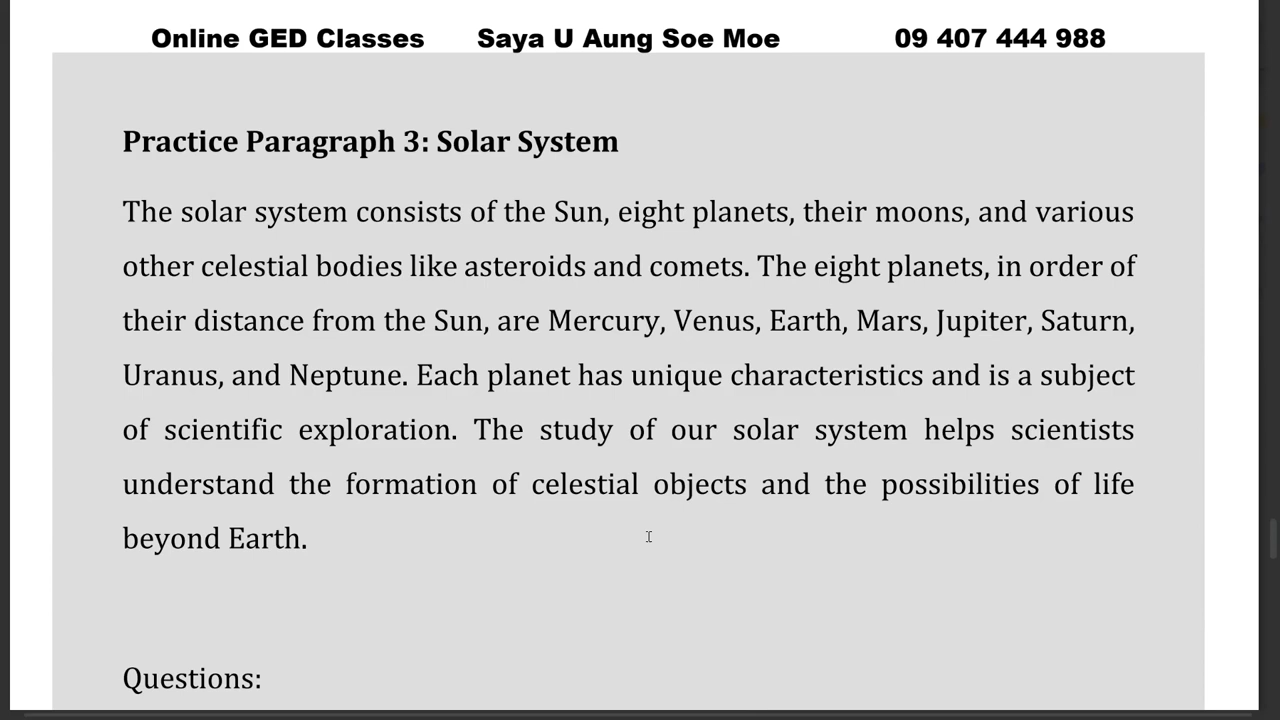 Online GED Classes Saya U Aung Soe Moe 09 407 444 988
Practice Paragraph 3: Solar System
The solar system consists of the Sun, eight planets, their moons, and various
other celestial bodies like asteroids and comets. The eight planets, in order of
their distance from the Sun, are Mercury, Venus, Earth, Mars, Jupiter, Saturn,
Uranus, and Neptune. Each planet has unique characteristics and is a subject
of scientific exploration. The study of our solar system helps scientists
understand the formation of celestial objects and the possibilities of life
beyond Earth.
Questions: